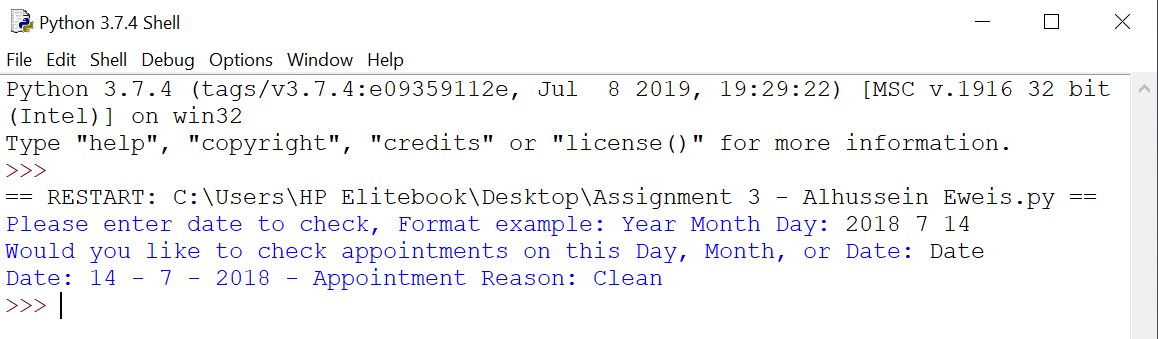 Python 3.7.4 Shell
File Edit Shell Debug Options Window Help
Python 3.7.4 (tags/v3.7.4:e09359112e, Jul  8 2019, 19:29:22) [MSC v.1916 32 bit
(Intel)] on win32
Type "help", "copyright", "credits" or "license()" for more information.
>>>
== RESTART: C:\Users\HP Elitebook\Desktop\Assignment 3 - Alhussein Eweis.py ==
Please enter date to check, Format example: Year Month Day: 2018 7 14
Would you like to check appointments on this Day, Month, or Date: Date
Date: 14 - 7 - 2018 - Appointment Reason: Clean
>>>